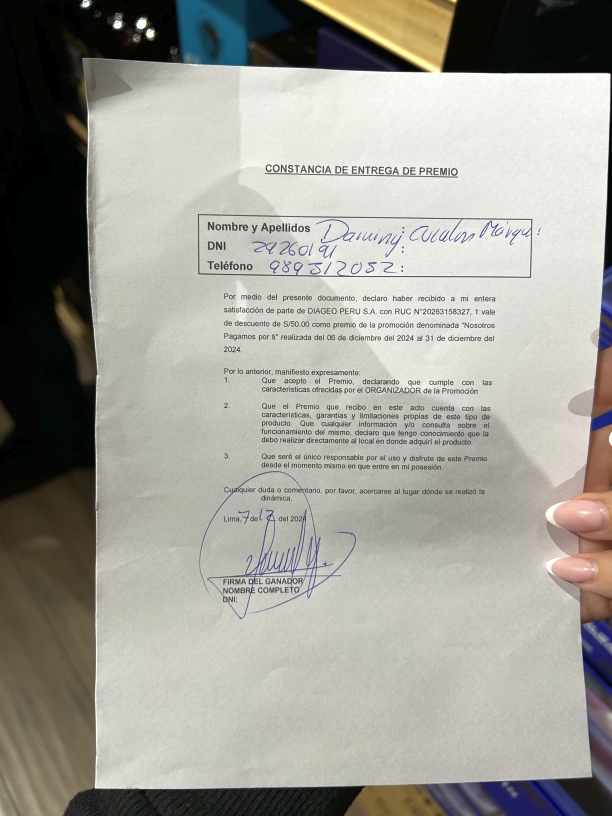 CONSTANCIA DE ENTREGA DE PREMIO
Nombre y Apellidos :
DNI 29260191 :
Teléfono 989512052 :
Por medio del presente documento, declaro haber recibido a mi entera
satisfacción de parte de DIAGEO PERU S.A. con RUC N°20263158327, 1 vale
de descuento de S/50.00 como premio de la promoción denominada "Nosotros
Pagamos por ti" realizada del 06 de diciembre del 2024 al 31 de diciembre del
2024.
Por lo anterior, manifiesto expresamente:
1. Que acepto el Premio, declarando que cumple con las
características ofrecidas por el ORGANIZADOR de la Promoción
2. Que el Premio que recibo en este acto cuenta con las
características, garantías y limitaciones propias de este tipo de
producto. Que cualquier información y/o consulta sobre el
funcionamiento del mismo, declaro que tengo conocimiento que la
debo realizar directamente al local en donde adquirí el producto
3. Que seré el único responsable por el uso y disfrute de este Premio
desde el momento mismo en que entre en mi posesión.
Cualquier duda o comentario, por favor, acercarse al lugar dónde se realizó la
dinámica.
Lima, 7 de 12 del 2024
FIRMA DEL GANADOR
NOMBRE COMPLETO
DNI: